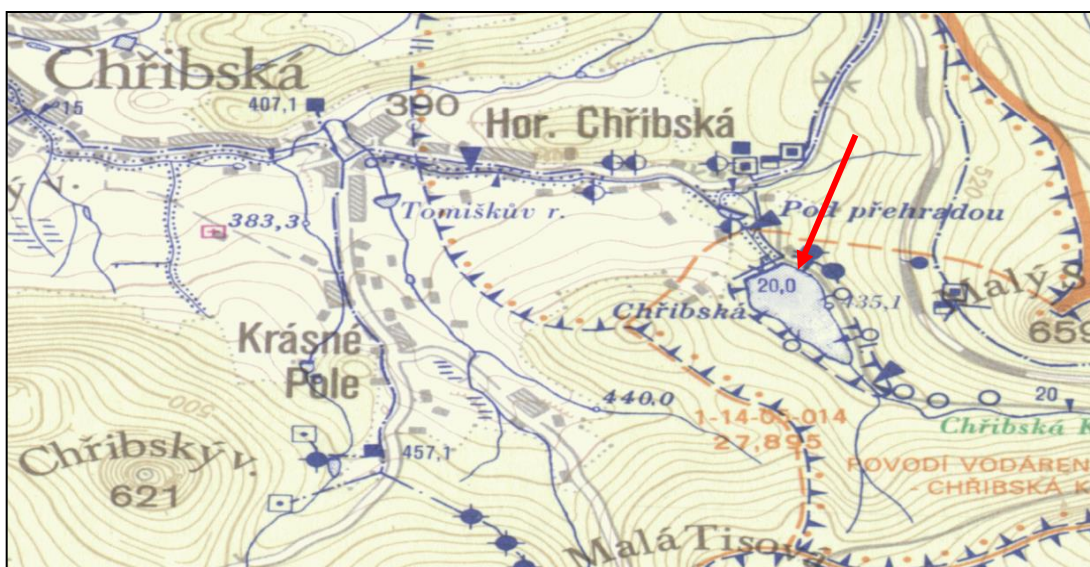 Chřibská
15
407,1
390
Hor. Chřibská
520
ý v.
383,3
Tomiškův r.
Pod přehradou
Malý S
20,0
Chřibská
435,1
659
Krásné
Pole
500
440,0
20
1-14-05-014
27,895
Chřibská K
Chřibský v.
621
457,1
POVODÍ VODÁREN
- CHŘIBSKÁ K
Malá Tisová